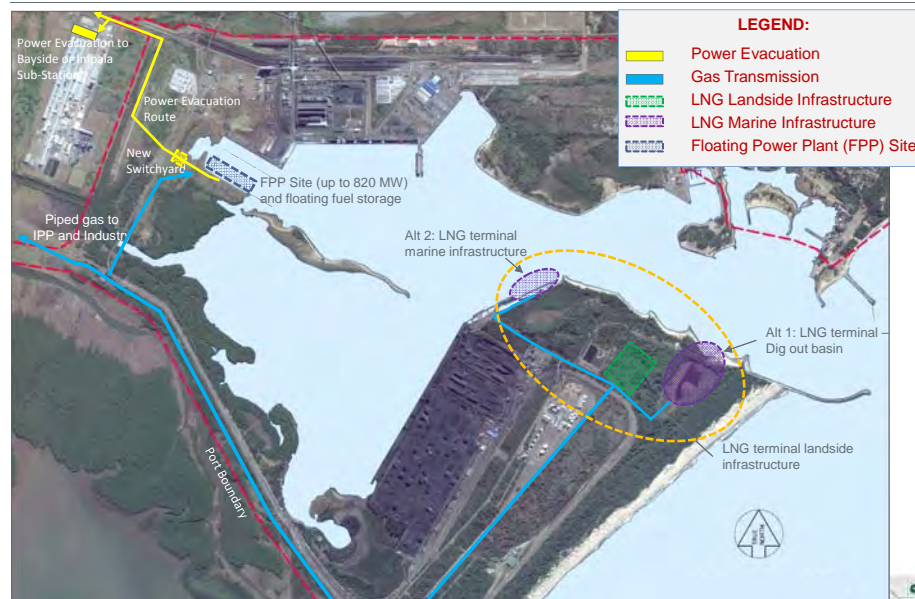 LEGEND:
Power Evacuation
Gas Transmission
LNG Landside Infrastructure
LNG Marine Infrastructure
Floating Power Plant (FPP) Site
Power Evacuation to
Bayside or Impala
Sub-Station
Power Evacuation
Route
New
Switchyard
FPP Site (up to 820 MW)
and floating fuel storage
Piped gas to
IPP and Industry
Alt 2: LNG terminal
marine infrastructure
Alt 1: LNG terminal –
Dig out basin
LNG terminal landside
infrastructure
Port Boundary
TRUE
NORTH